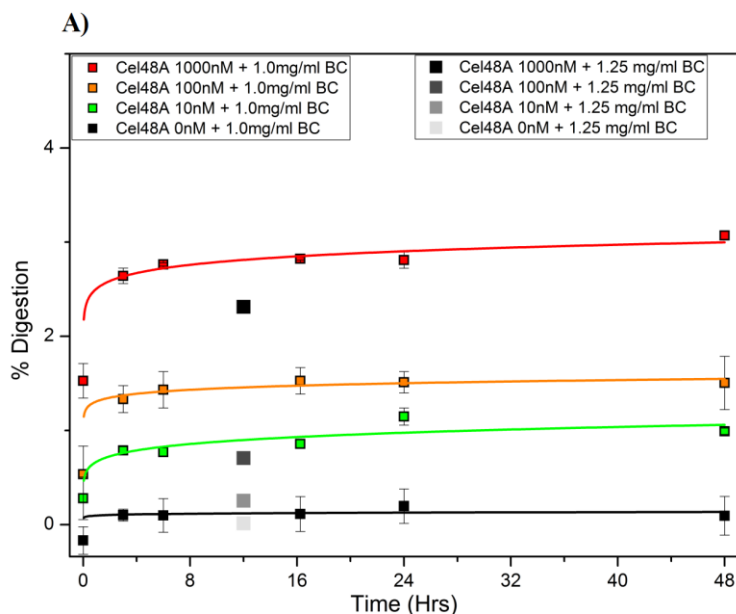 A)
Cel48A 1000nM + 1.0mg/ml BC
Cel48A 100nM + 1.0mg/ml BC
Cel48A 10nM + 1.0mg/ml BC
Cel48A 0nM + 1.0mg/ml BC
Cel48A 1000nM + 1.25 mg/ml BC
Cel48A 100nM + 1.25 mg/ml BC
Cel48A 10nM + 1.25 mg/ml BC
Cel48A 0nM + 1.25 mg/ml BC
% Digestion
4
2
0
0 8 16 24 32 40 48
Time (Hrs)